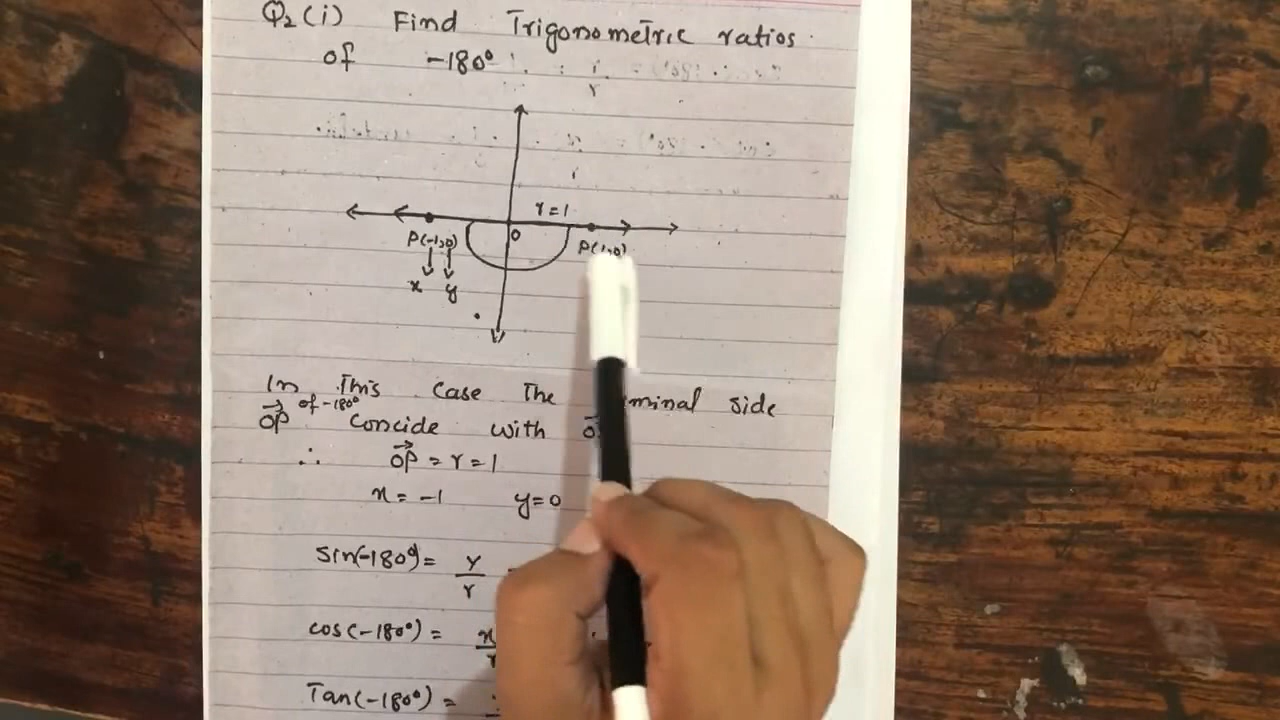 Q2(i) Find Trigonometric ratios
of -180°
r=1
P(-1,0) O P(1,0)
x y
In This case The minal side
of -180°
OP Concide with
∴ OP = r = 1
x = -1 y=0
Sin(-180°) = y/r
cos(-180°) = x/r
Tan(-180°) =